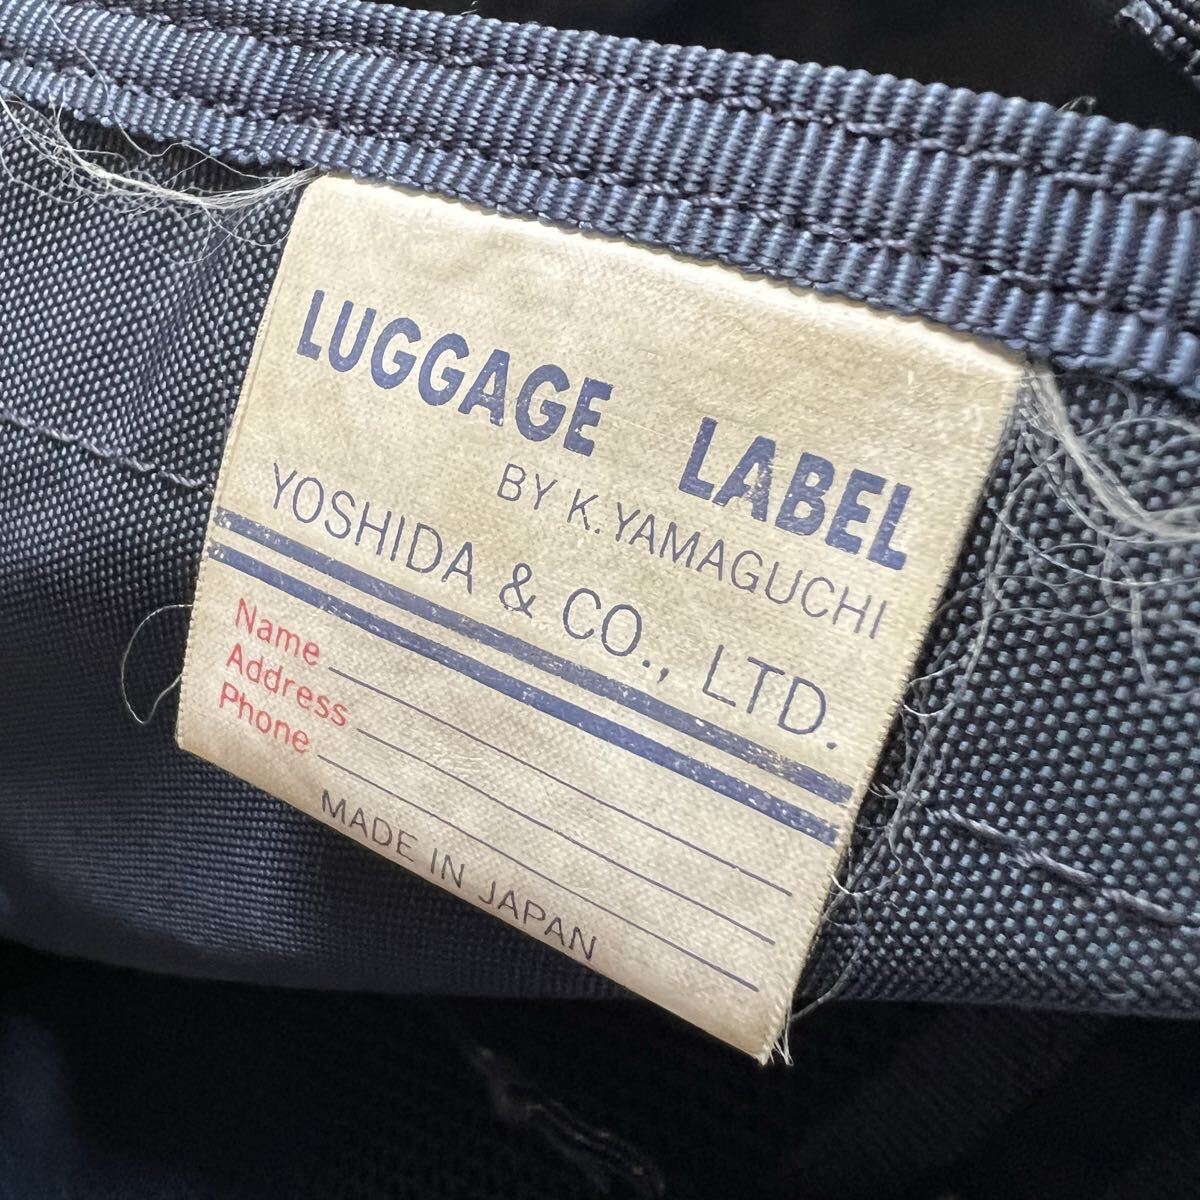 LUGGAGE LABEL
BY K.YAMAGUCHI
YOSHIDA & CO., LTD.
Name
Address
Phone
MADE IN JAPAN